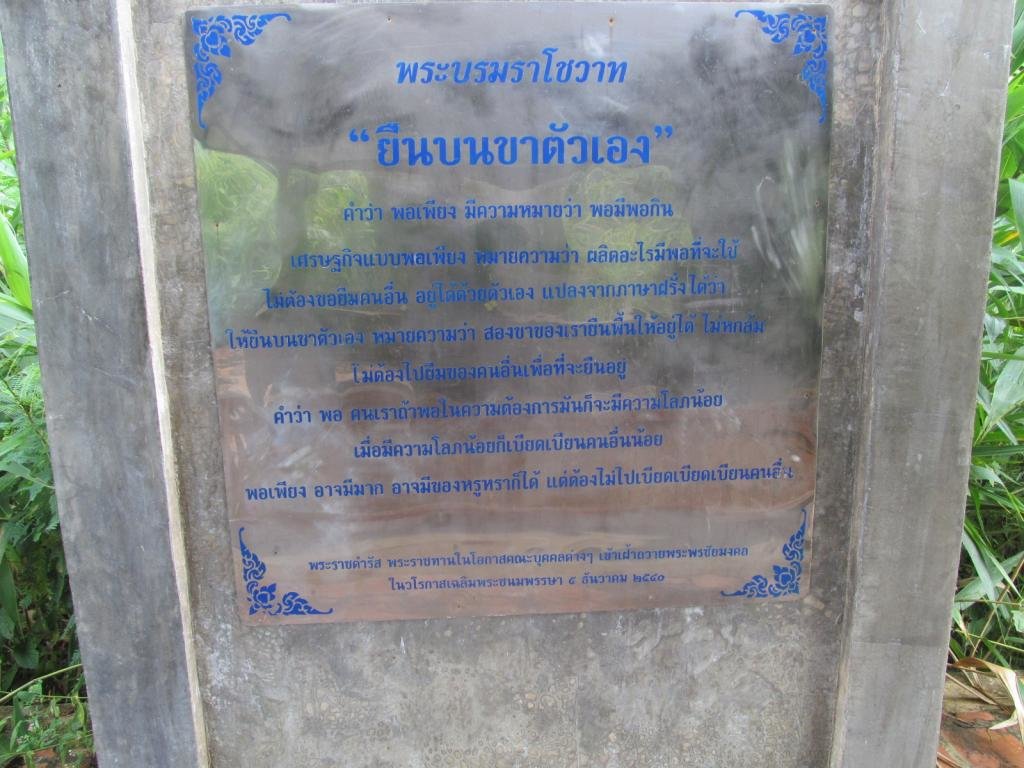 พระบรมราโชวาท
“ยืนบนขาตัวเอง”
คำว่า พอเพียง มีความหมายว่า พอมีพอกิน
เศรษฐกิจแบบพอเพียง หมายความว่า ผลิตอะไรมีพอที่จะใช้
ไม่ต้องขอยืมคนอื่น อยู่ได้ด้วยตัวเอง แปลงจากภาษาฝรั่งได้ว่า
ให้ยืนบนขาตัวเอง หมายความว่า สองขาของเรายืนพื้นให้อยู่ได้ ไม่หกล้ม
ไม่ต้องไปยืมของคนอื่นเพื่อที่จะยืนอยู่
คำว่า พอ คนเราถ้าพอในความต้องการมันก็จะมีความโลภน้อย
เมื่อมีความโลภน้อยก็เบียดเบียนคนอื่นน้อย
พอเพียง อาจมีมาก อาจมีของหรูหราก็ได้ แต่ต้องไม่ไปเบียดเบียดเบียนคนอื่น
พระราชดำรัส พระราชทานในโอกาสคณะบุคคลต่างๆ เข้าเฝ้าถวายพระพรชัยมงคล
ในวโรกาสเฉลิมพระชนมพรรษา ๔ ธันวาคม ๒๕๔๐